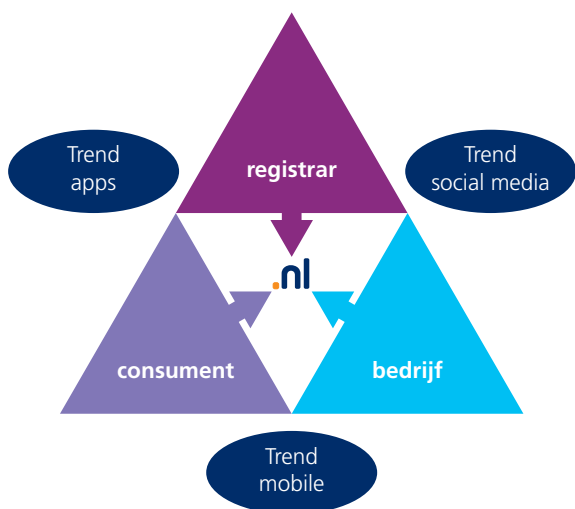 Trend
apps
registrar
Trend
social media
.nl
consument
bedrijf
Trend
mobile